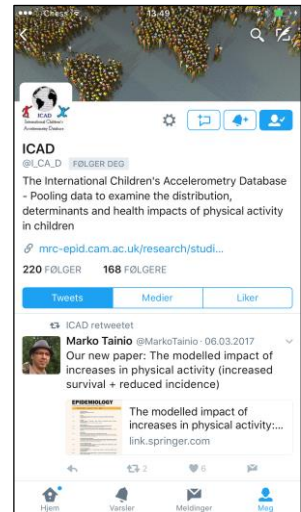 Chess
13:49
ICAD
International Children's
Accelerometry Database
ICAD
@I_CA_D FØLGER DEG
The International Children's Accelerometry Database
- Pooling data to examine the distribution,
determinants and health impacts of physical activity
in children
mrc-epid.cam.ac.uk/research/studi...
220 FØLGER 168 FØLGERE
Tweets Medier Liker
ICAD retweetet
Marko Tainio @MarkoTainio · 06.03.2017
Our new paper: The modelled impact of
increases in physical activity (increased
survival + reduced incidence)
EPIDEMIOLOGY
The modelled impact of
increases in physical activity:...
link.springer.com
2 6
Hjem Varsler Meldinger Meg